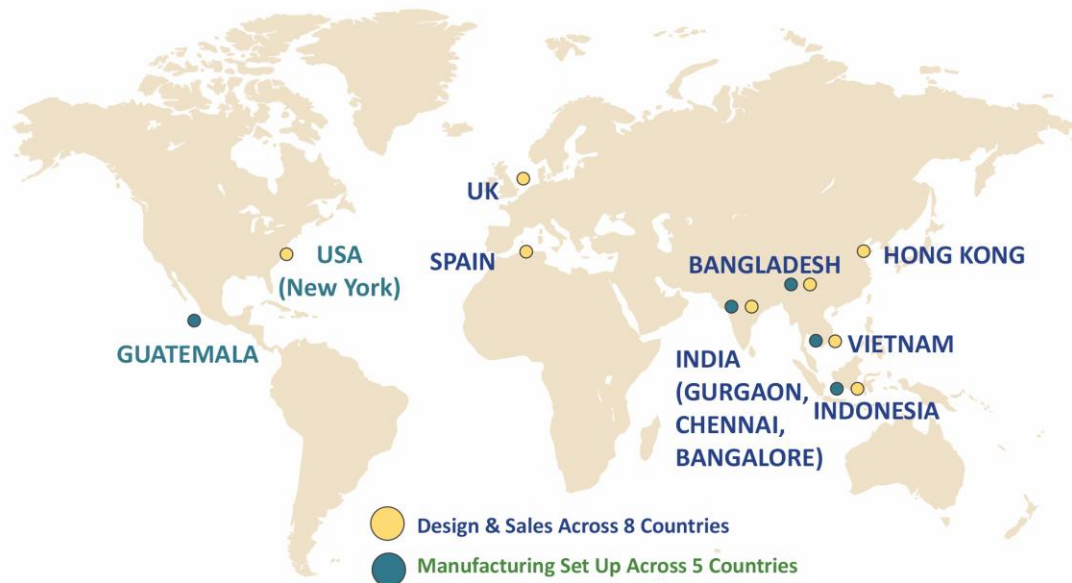 UK
SPAIN
USA
(New York)
GUATEMALA
BANGLADESH
HONG KONG
VIETNAM
INDIA
(GURGAON,
CHENNAI,
BANGALORE)
INDONESIA
Design & Sales Across 8 Countries
Manufacturing Set Up Across 5 Countries